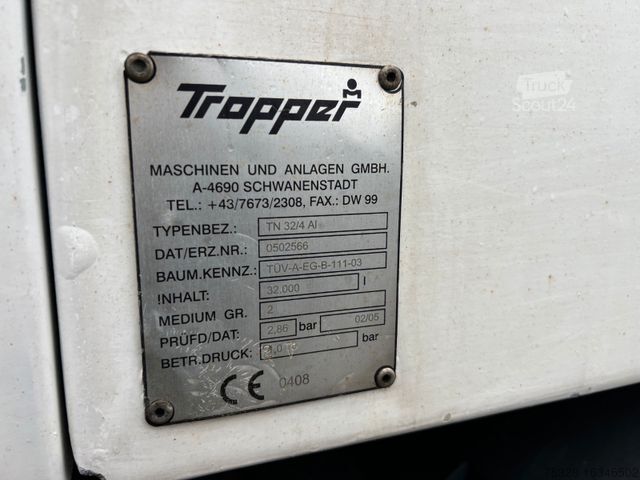 Truck
Scout24
Tropper
MASCHINEN UND ANLAGEN GMBH.
A-4690 SCHWANENSTADT
TEL.: +43/7673/2308, FAX.: DW 99
TYPENBEZ.: TN 32/4 AI
DAT/ERZ.NR.: 0502566
BAUM.KENNZ.: TÜV-A-EG-B-111-03
INHALT: 32.000 l
MEDIUM GR. 2
PRÜFD/DAT: 2,86 bar 02/05
BETR.DRUCK: bar
CE 0408